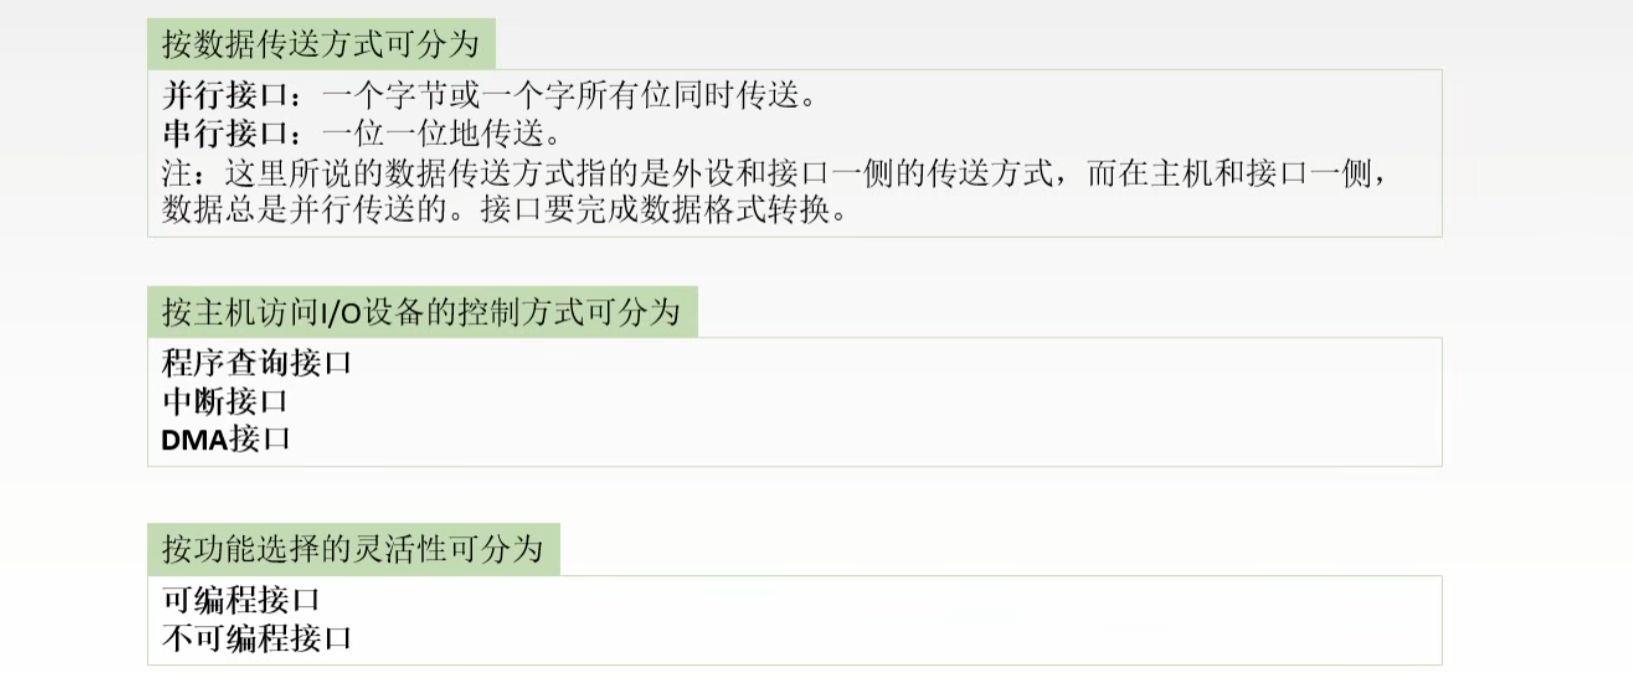 按数据传送方式可分为
并行接口：一个字节或一个字所有位同时传送。
串行接口：一位一位地传送。
注：这里所说的数据传送方式指的是外设和接口一侧的传送方式，而在主机和接口一侧，
数据总是并行传送的。接口要完成数据格式转换。
按主机访问I/O设备的控制方式可分为
程序查询接口
中断接口
DMA接口
按功能选择的灵活性可分为
可编程接口
不可编程接口